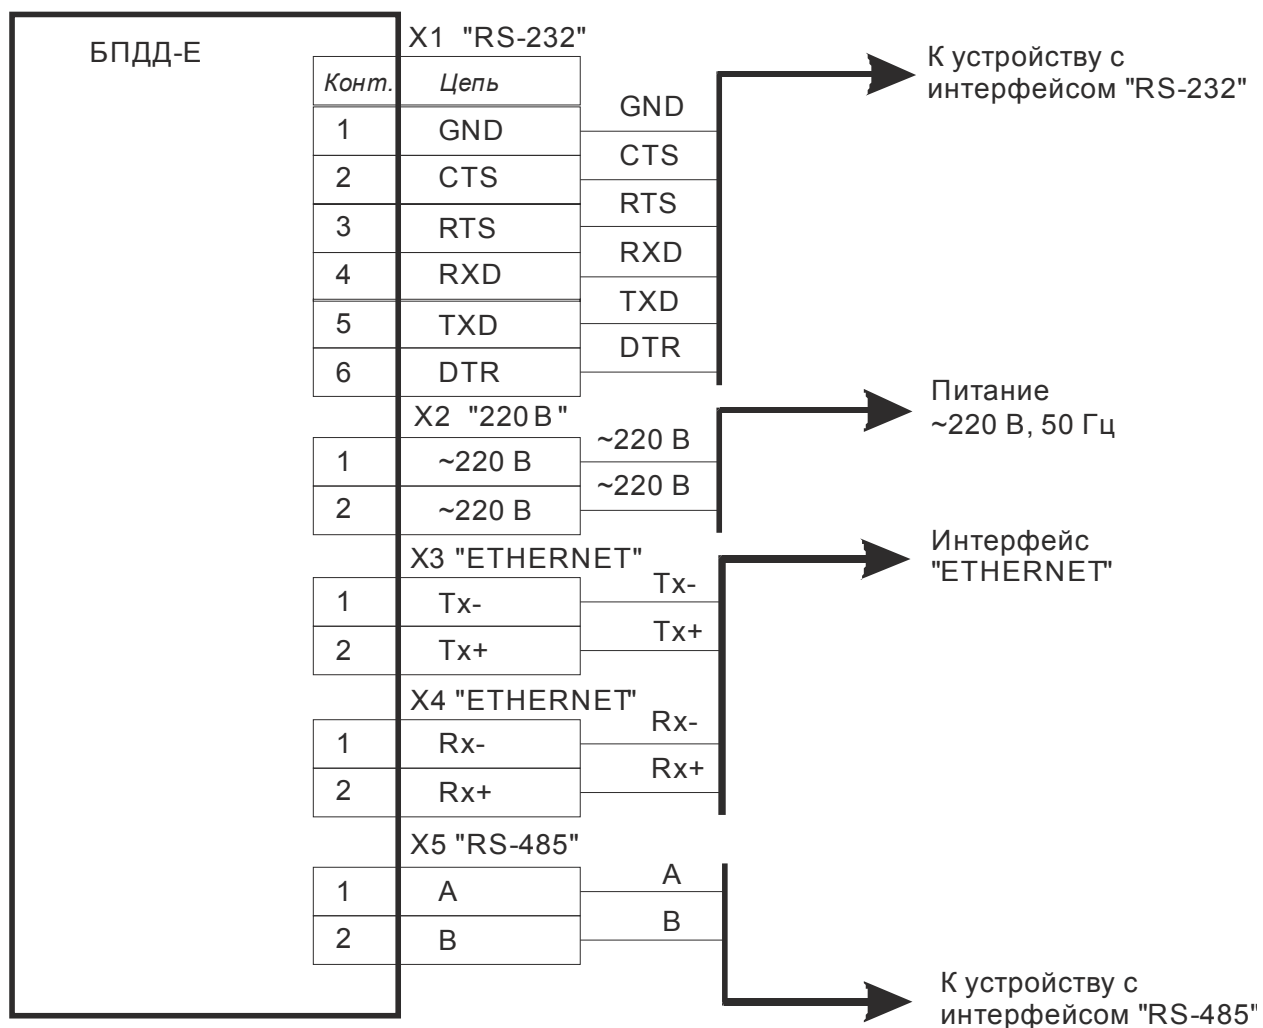 БПДД-Е
X1 "RS-232"
Конт. Цепь
1 GND
2 CTS
3 RTS
4 RXD
5 TXD
6 DTR
GND
CTS
RTS
RXD
TXD
DTR
К устройству с
интерфейсом "RS-232"
X2 "220 В"
1 ~220 В
2 ~220 В
~220 В
~220 В
Питание
~220 В, 50 Гц
X3 "ETHERNET"
1 Tx-
2 Tx+
Tx-
Tx+
Интерфейс
"ETHERNET"
X4 "ETHERNET"
1 Rx-
2 Rx+
Rx-
Rx+
X5 "RS-485"
1 A
2 B
A
B
К устройству с
интерфейсом "RS-485"